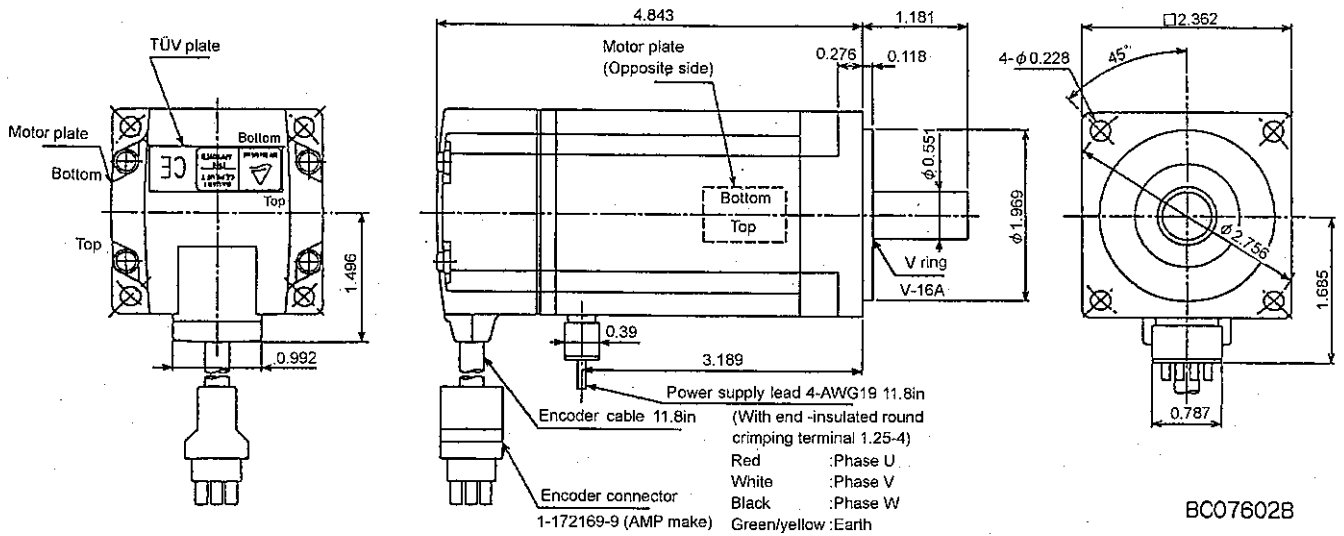 TÜV plate
Motor plate
Bottom
Top
Bottom
Top
CE
1.496
0.992
4.843
1.181
Motor plate
(Opposite side)
0.276
0.118
Bottom
Top
φ0.551
φ1.969
V ring
V-16A
0.39
3.189
Power supply lead 4-AWG19 11.8in
(With end -insulated round
crimping terminal 1.25-4)
Red :Phase U
White :Phase V
Black :Phase W
Green/yellow :Earth
Encoder cable 11.8in
Encoder connector
1-172169-9 (AMP make)
□2.362
4-φ0.228
45°
φ2.756
1.685
0.787
BC07602B